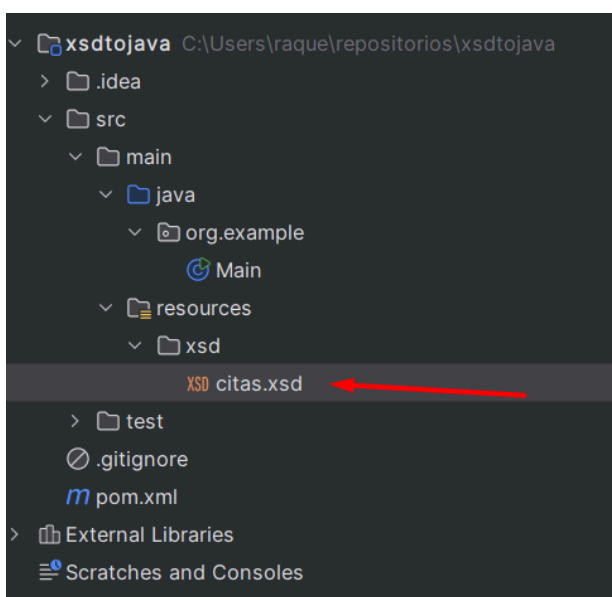 xsdtojava C:\Users\raque\repositorios\xsdtojava
.idea
src
main
java
org.example
Main
resources
xsd
XSD citas.xsd
test
.gitignore
m pom.xml
External Libraries
Scratches and Consoles